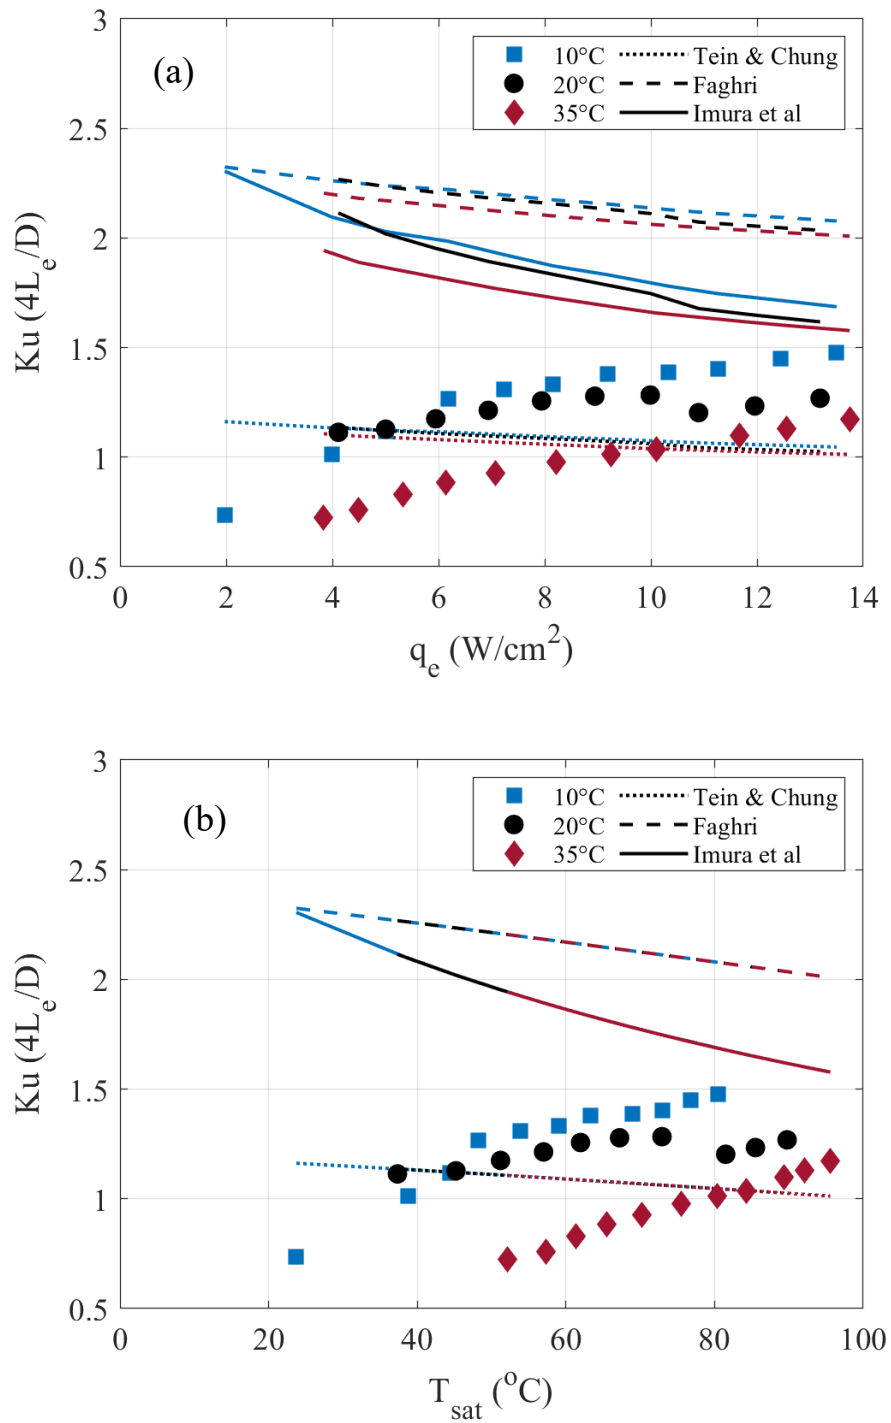 (a)
10°C Tein & Chung
20°C Faghri
35°C Imura et al
3
2.5
2
1.5
1
0.5
Ku (4Lₑ/D)
0 2 4 6 8 10 12 14
qₑ (W/cm²)
(b)
10°C Tein & Chung
20°C Faghri
35°C Imura et al
3
2.5
2
1.5
1
0.5
Ku (4Lₑ/D)
0 20 40 60 80 100
Tsat (°C)